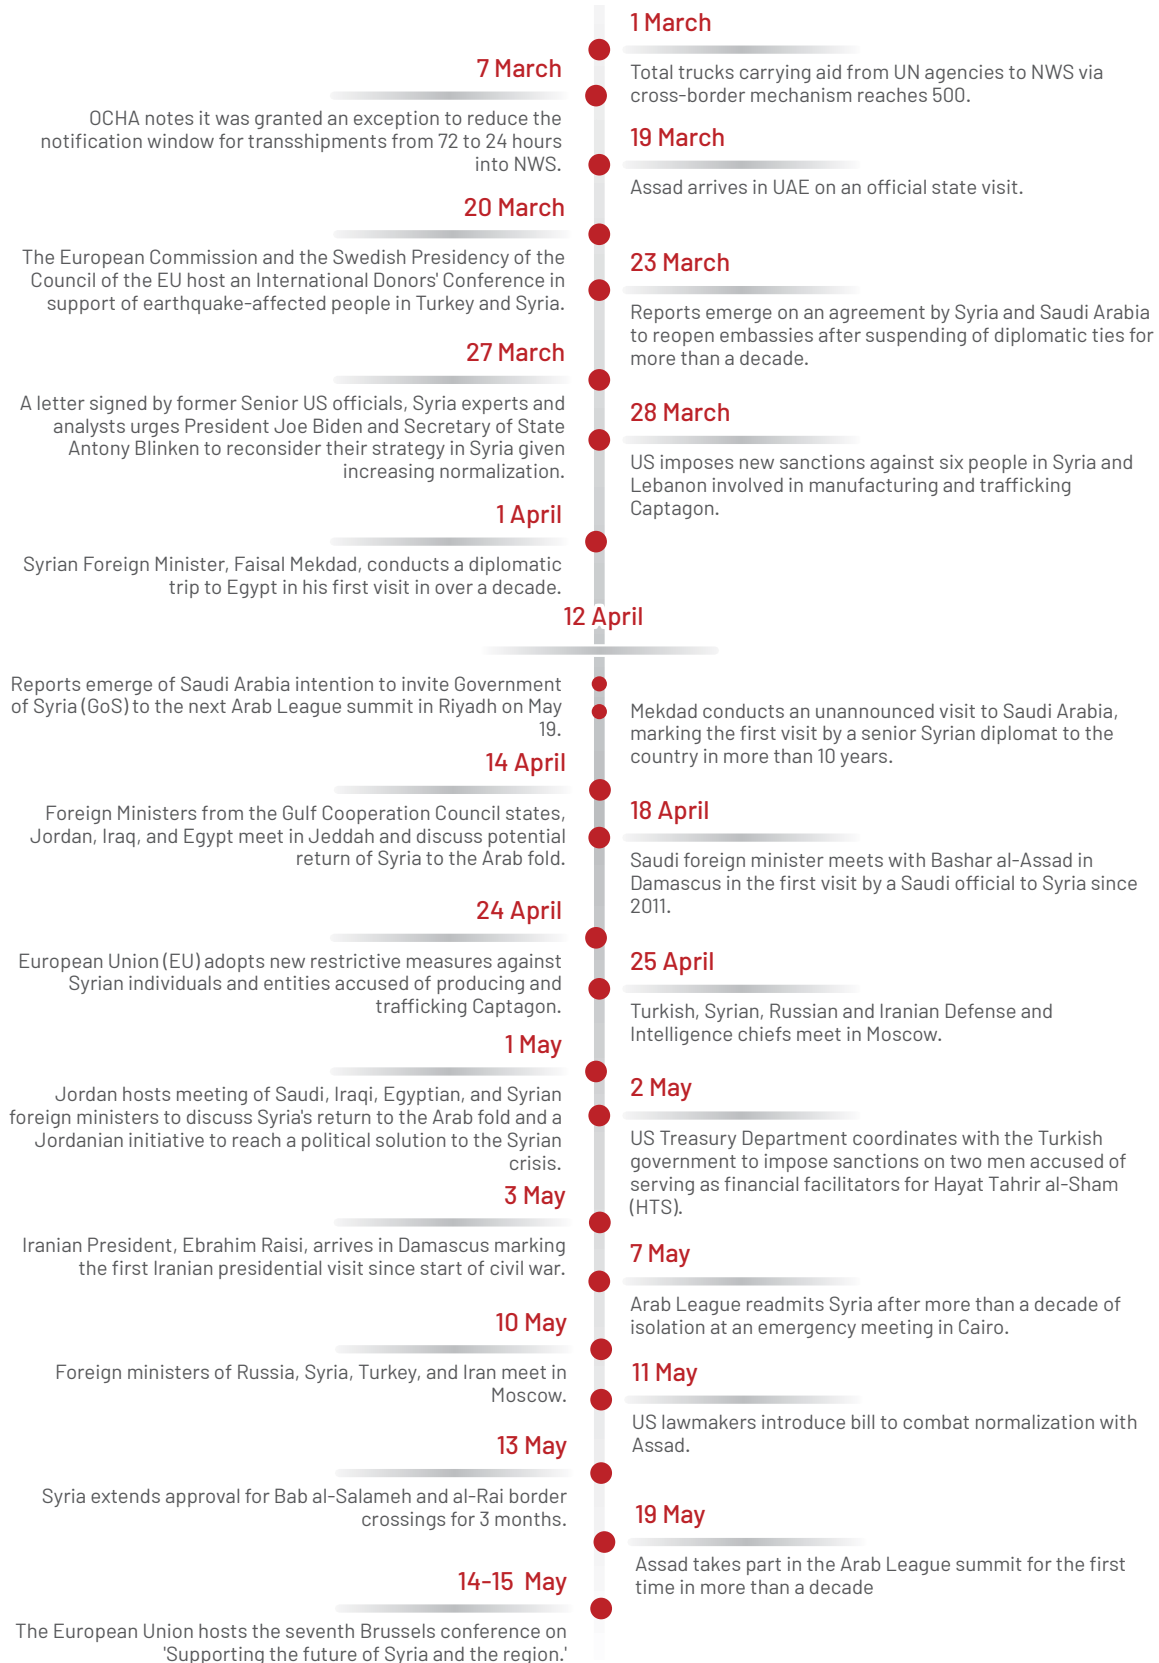 1 March
Total trucks carrying aid from UN agencies to NWS via
cross-border mechanism reaches 500.
7 March
OCHA notes it was granted an exception to reduce the
notification window for transshipments from 72 to 24 hours
into NWS.
19 March
Assad arrives in UAE on an official state visit.
20 March
The European Commission and the Swedish Presidency of the
Council of the EU host an International Donors' Conference in
support of earthquake-affected people in Turkey and Syria.
23 March
Reports emerge on an agreement by Syria and Saudi Arabia
to reopen embassies after suspending of diplomatic ties for
more than a decade.
27 March
A letter signed by former Senior US officials, Syria experts and
analysts urges President Joe Biden and Secretary of State
Antony Blinken to reconsider their strategy in Syria given
increasing normalization.
28 March
US imposes new sanctions against six people in Syria and
Lebanon involved in manufacturing and trafficking
Captagon.
1 April
Syrian Foreign Minister, Faisal Mekdad, conducts a diplomatic
trip to Egypt in his first visit in over a decade.
12 April
Reports emerge of Saudi Arabia intention to invite Government
of Syria (GoS) to the next Arab League summit in Riyadh on May
19.
Mekdad conducts an unannounced visit to Saudi Arabia,
marking the first visit by a senior Syrian diplomat to the
country in more than 10 years.
14 April
Foreign Ministers from the Gulf Cooperation Council states,
Jordan, Iraq, and Egypt meet in Jeddah and discuss potential
return of Syria to the Arab fold.
18 April
Saudi foreign minister meets with Bashar al-Assad in
Damascus in the first visit by a Saudi official to Syria since
2011.
24 April
European Union (EU) adopts new restrictive measures against
Syrian individuals and entities accused of producing and
trafficking Captagon.
25 April
Turkish, Syrian, Russian and Iranian Defense and
Intelligence chiefs meet in Moscow.
1 May
Jordan hosts meeting of Saudi, Iraqi, Egyptian, and Syrian
foreign ministers to discuss Syria's return to the Arab fold and a
Jordanian initiative to reach a political solution to the Syrian
crisis.
2 May
US Treasury Department coordinates with the Turkish
government to impose sanctions on two men accused of
serving as financial facilitators for Hayat Tahrir al-Sham
(HTS).
3 May
Iranian President, Ebrahim Raisi, arrives in Damascus marking
the first Iranian presidential visit since start of civil war.
7 May
Arab League readmits Syria after more than a decade of
isolation at an emergency meeting in Cairo.
10 May
Foreign ministers of Russia, Syria, Turkey, and Iran meet in
Moscow.
11 May
US lawmakers introduce bill to combat normalization with
Assad.
13 May
Syria extends approval for Bab al-Salameh and al-Rai border
crossings for 3 months.
19 May
Assad takes part in the Arab League summit for the first
time in more than a decade
14-15 May
The European Union hosts the seventh Brussels conference on
'Supporting the future of Syria and the region.'